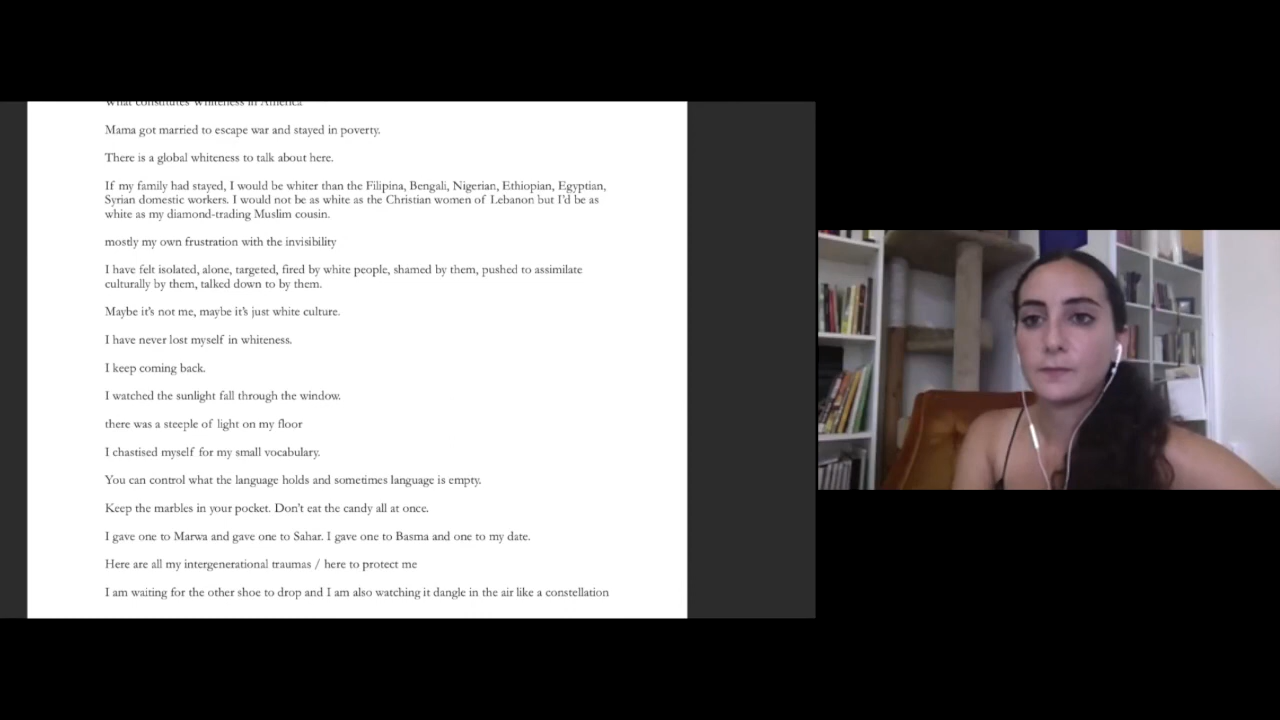 What constitutes Whiteness in America
Mama got married to escape war and stayed in poverty.
There is a global whiteness to talk about here.
If my family had stayed, I would be whiter than the Filipina, Bengali, Nigerian, Ethiopian, Egyptian,
Syrian domestic workers. I would not be as white as the Christian women of Lebanon but I'd be as
white as my diamond-trading Muslim cousin.
mostly my own frustration with the invisibility
I have felt isolated, alone, targeted, fired by white people, shamed by them, pushed to assimilate
culturally by them, talked down to by them.
Maybe it's not me, maybe it's just white culture.
I have never lost myself in whiteness.
I keep coming back.
I watched the sunlight fall through the window.
there was a steeple of light on my floor
I chastised myself for my small vocabulary.
You can control what the language holds and sometimes language is empty.
Keep the marbles in your pocket. Don't eat the candy all at once.
I gave one to Marwa and gave one to Sahar. I gave one to Basma and one to my date.
Here are all my intergenerational traumas / here to protect me
I am waiting for the other shoe to drop and I am also watching it dangle in the air like a constellation